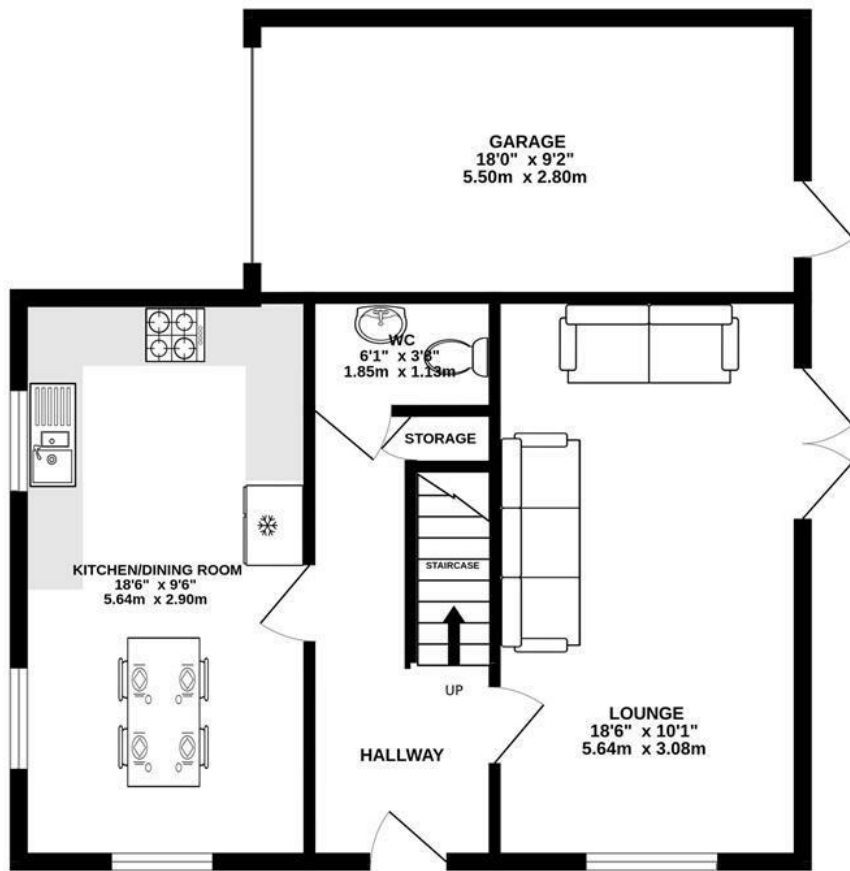 GARAGE
18'0" x 9'2"
5.50m x 2.80m
WC
6'1" x 3'8"
1.85m x 1.13m
STORAGE
STAIRCASE
KITCHEN/DINING ROOM
18'6" x 9'6"
5.64m x 2.90m
UP
LOUNGE
18'6" x 10'1"
5.64m x 3.08m
HALLWAY